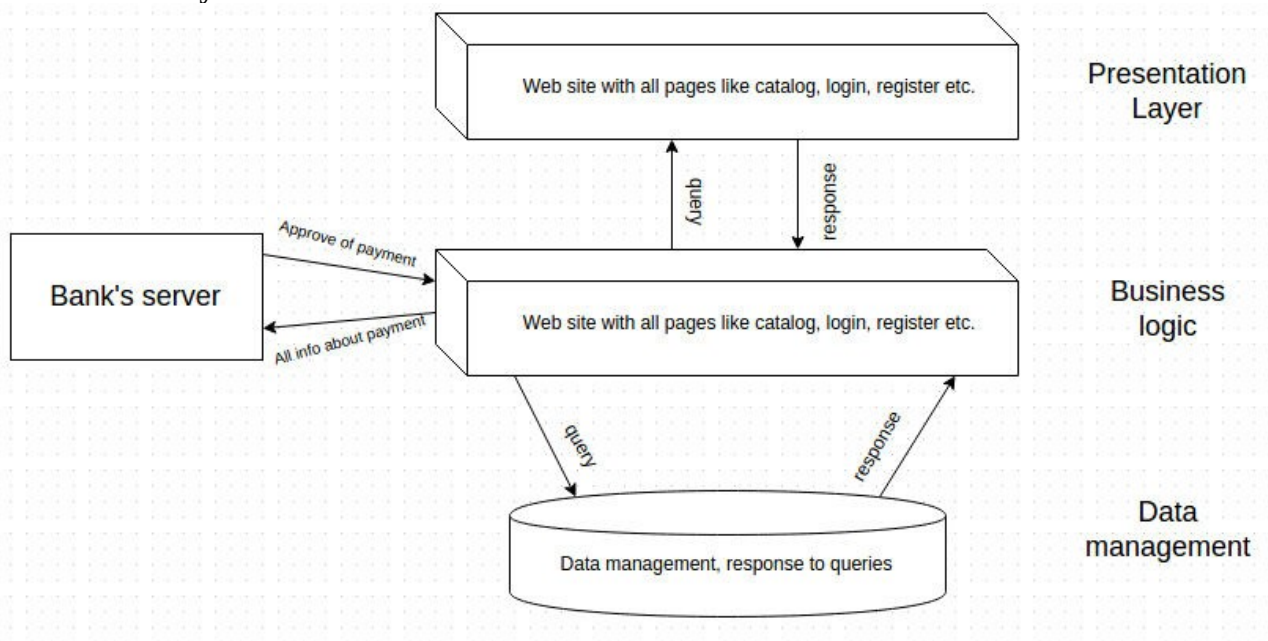 Web site with all pages like catalog, login, register etc.
Presentation
Layer
query
response
Approve of payment
Bank's server
All info about payment
Web site with all pages like catalog, login, register etc.
Business
logic
query
response
Data management, response to queries
Data
management